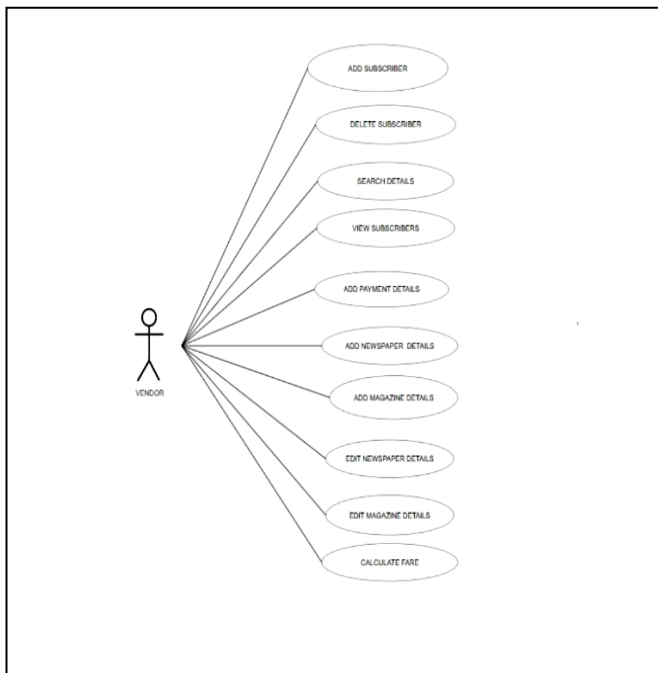 ADD SUBSCRIBER
DELETE SUBSCRIBER
SEARCH DETAILS
VIEW SUBSCRIBERS
ADD PAYMENT DETAILS
ADD NEWSPAPER DETAILS
VENDOR
ADD MAGAZINE DETAILS
EDIT NEWSPAPER DETAILS
EDIT MAGAZINE DETAILS
CALCULATE FARE